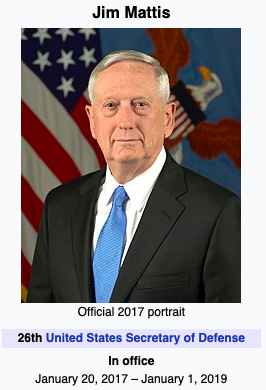 Jim Mattis
Official 2017 portrait
26th United States Secretary of Defense
In office
January 20, 2017 – January 1, 2019